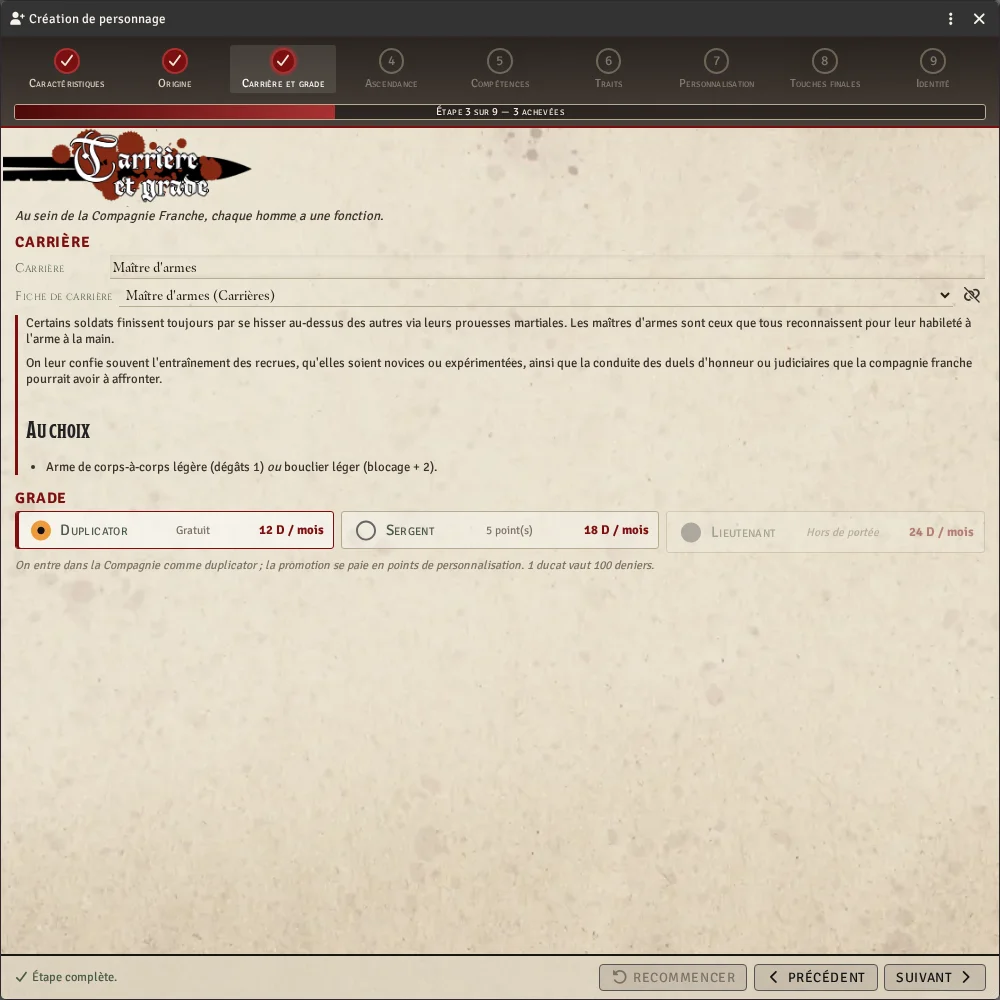 Création de personnage
Caractéristiques
Origine
Carrière et grade
4
Ascendance
5
Compétences
6
Traits
7
Personnalisation
8
Touches finales
9
Identité
Étape 3 sur 9 — 3 achevées
Carrière
et grade
Au sein de la Compagnie Franche, chaque homme a une fonction.
CARRIÈRE
Carrière Maître d'armes
Fiche de carrière Maître d'armes (Carrières)
Certains soldats finissent toujours par se hisser au-dessus des autres via leurs prouesses martiales. Les maîtres d'armes sont ceux que tous reconnaissent pour leur habileté à
l'arme à la main.
On leur confie souvent l'entraînement des recrues, qu'elles soient novices ou expérimentées, ainsi que la conduite des duels d'honneur ou judiciaires que la compagnie franche
pourrait avoir à affronter.
Au choix
Arme de corps-à-corps légère (dégâts 1) ou bouclier léger (blocage + 2).
GRADE
Duplicator Gratuit 12 D / mois
Sergent 5 point(s) 18 D / mois
Lieutenant Hors de portée 24 D / mois
On entre dans la Compagnie comme duplicator ; la promotion se paie en points de personnalisation. 1 ducat vaut 100 deniers.
Étape complète.
RECOMMENCER
PRÉCÉDENT
SUIVANT